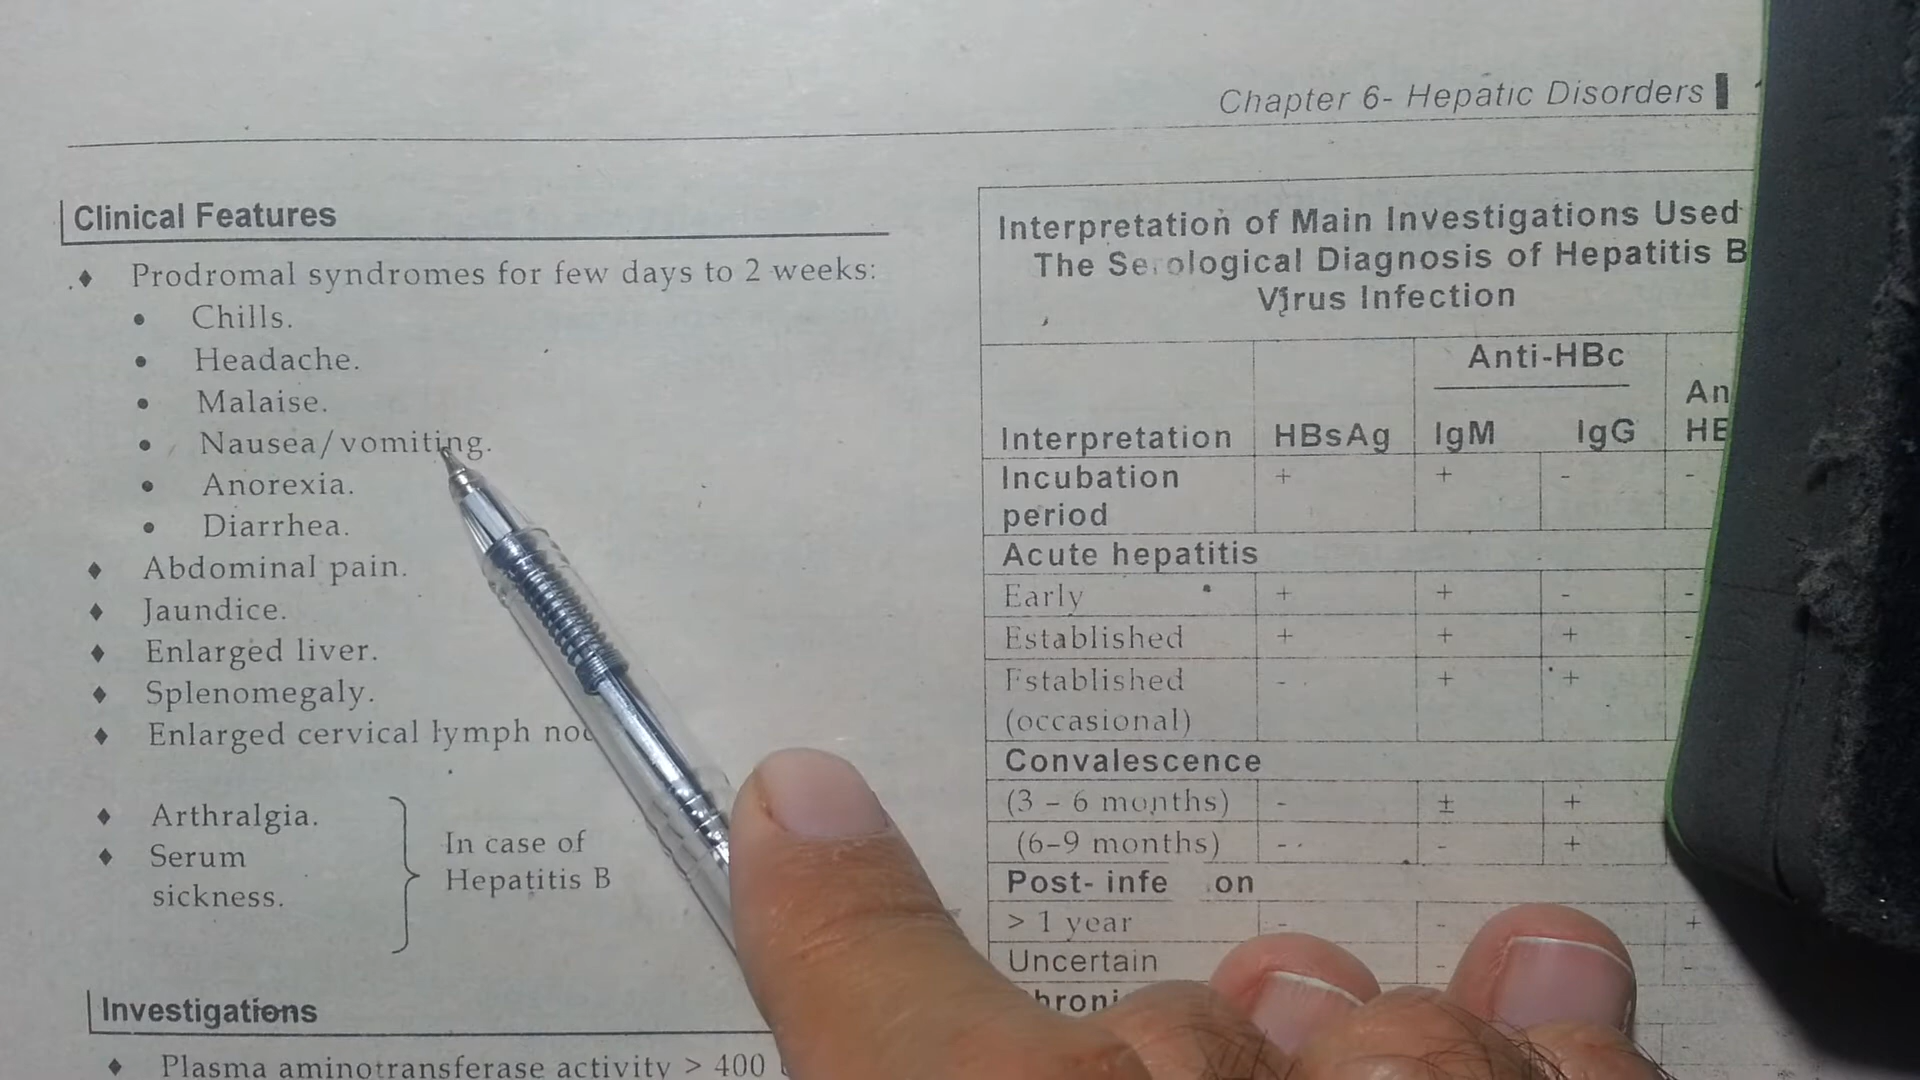 Chapter 6- Hepatic Disorders
Clinical Features
♦ Prodromal syndromes for few days to 2 weeks:
• Chills.
• Headache.
• Malaise.
• Nausea/vomiting.
• Anorexia.
• Diarrhea.
♦ Abdominal pain.
♦ Jaundice.
♦ Enlarged liver.
♦ Splenomegaly.
♦ Enlarged cervical lymph
♦ Arthralgia.
♦ Serum
sickness.
In case of
Hepatitis B
Investigations
♦ Plasma aminotransferase activity > 400
Interpretation of Main Investigations Used
The Serological Diagnosis of Hepatitis B
Virus Infection
Anti-HBc
Interpretation HBsAg IgM IgG
Incubation + + - -
period
Acute hepatitis
Early + + - -
Established + + + -
Established - + +
(occasional)
Convalescence
(3 – 6 months) - ± +
(6-9 months) - - +
Post- infe on
> 1 year - - +
Uncertain - -